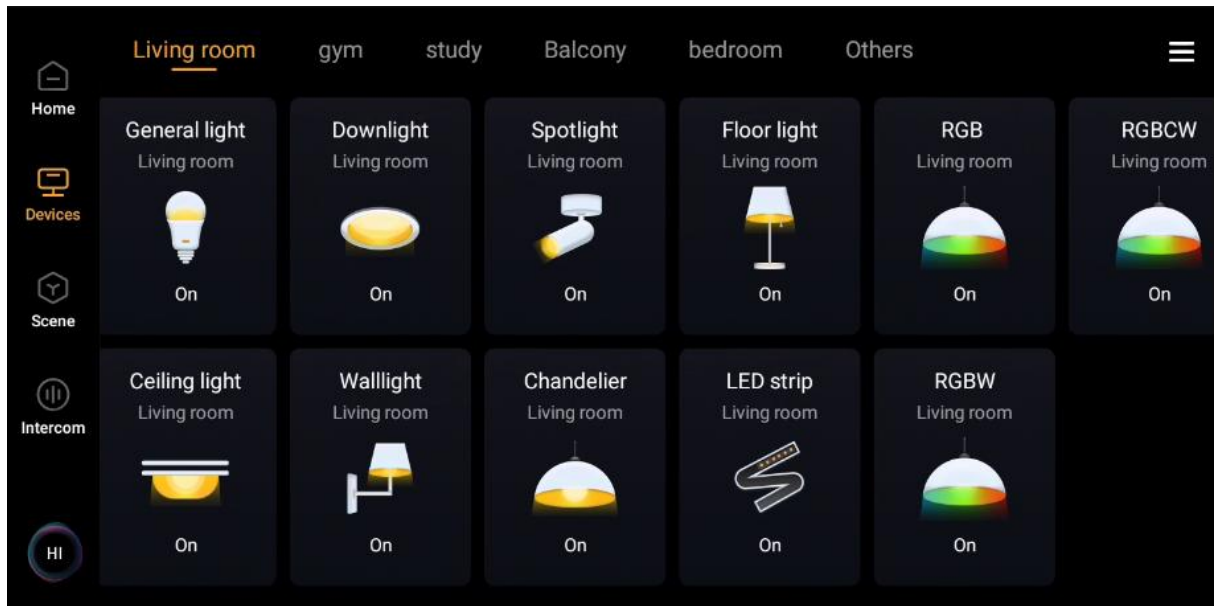 Living room
gym
study
Balcony
bedroom
Others
Home
Devices
Scene
Intercom
HI
General light
Living room
On
Downlight
Living room
On
Spotlight
Living room
On
Floor light
Living room
On
RGB
Living room
On
RGBCW
Living room
On
Ceiling light
Living room
On
Walllight
Living room
On
Chandelier
Living room
On
LED strip
Living room
On
RGBW
Living room
On